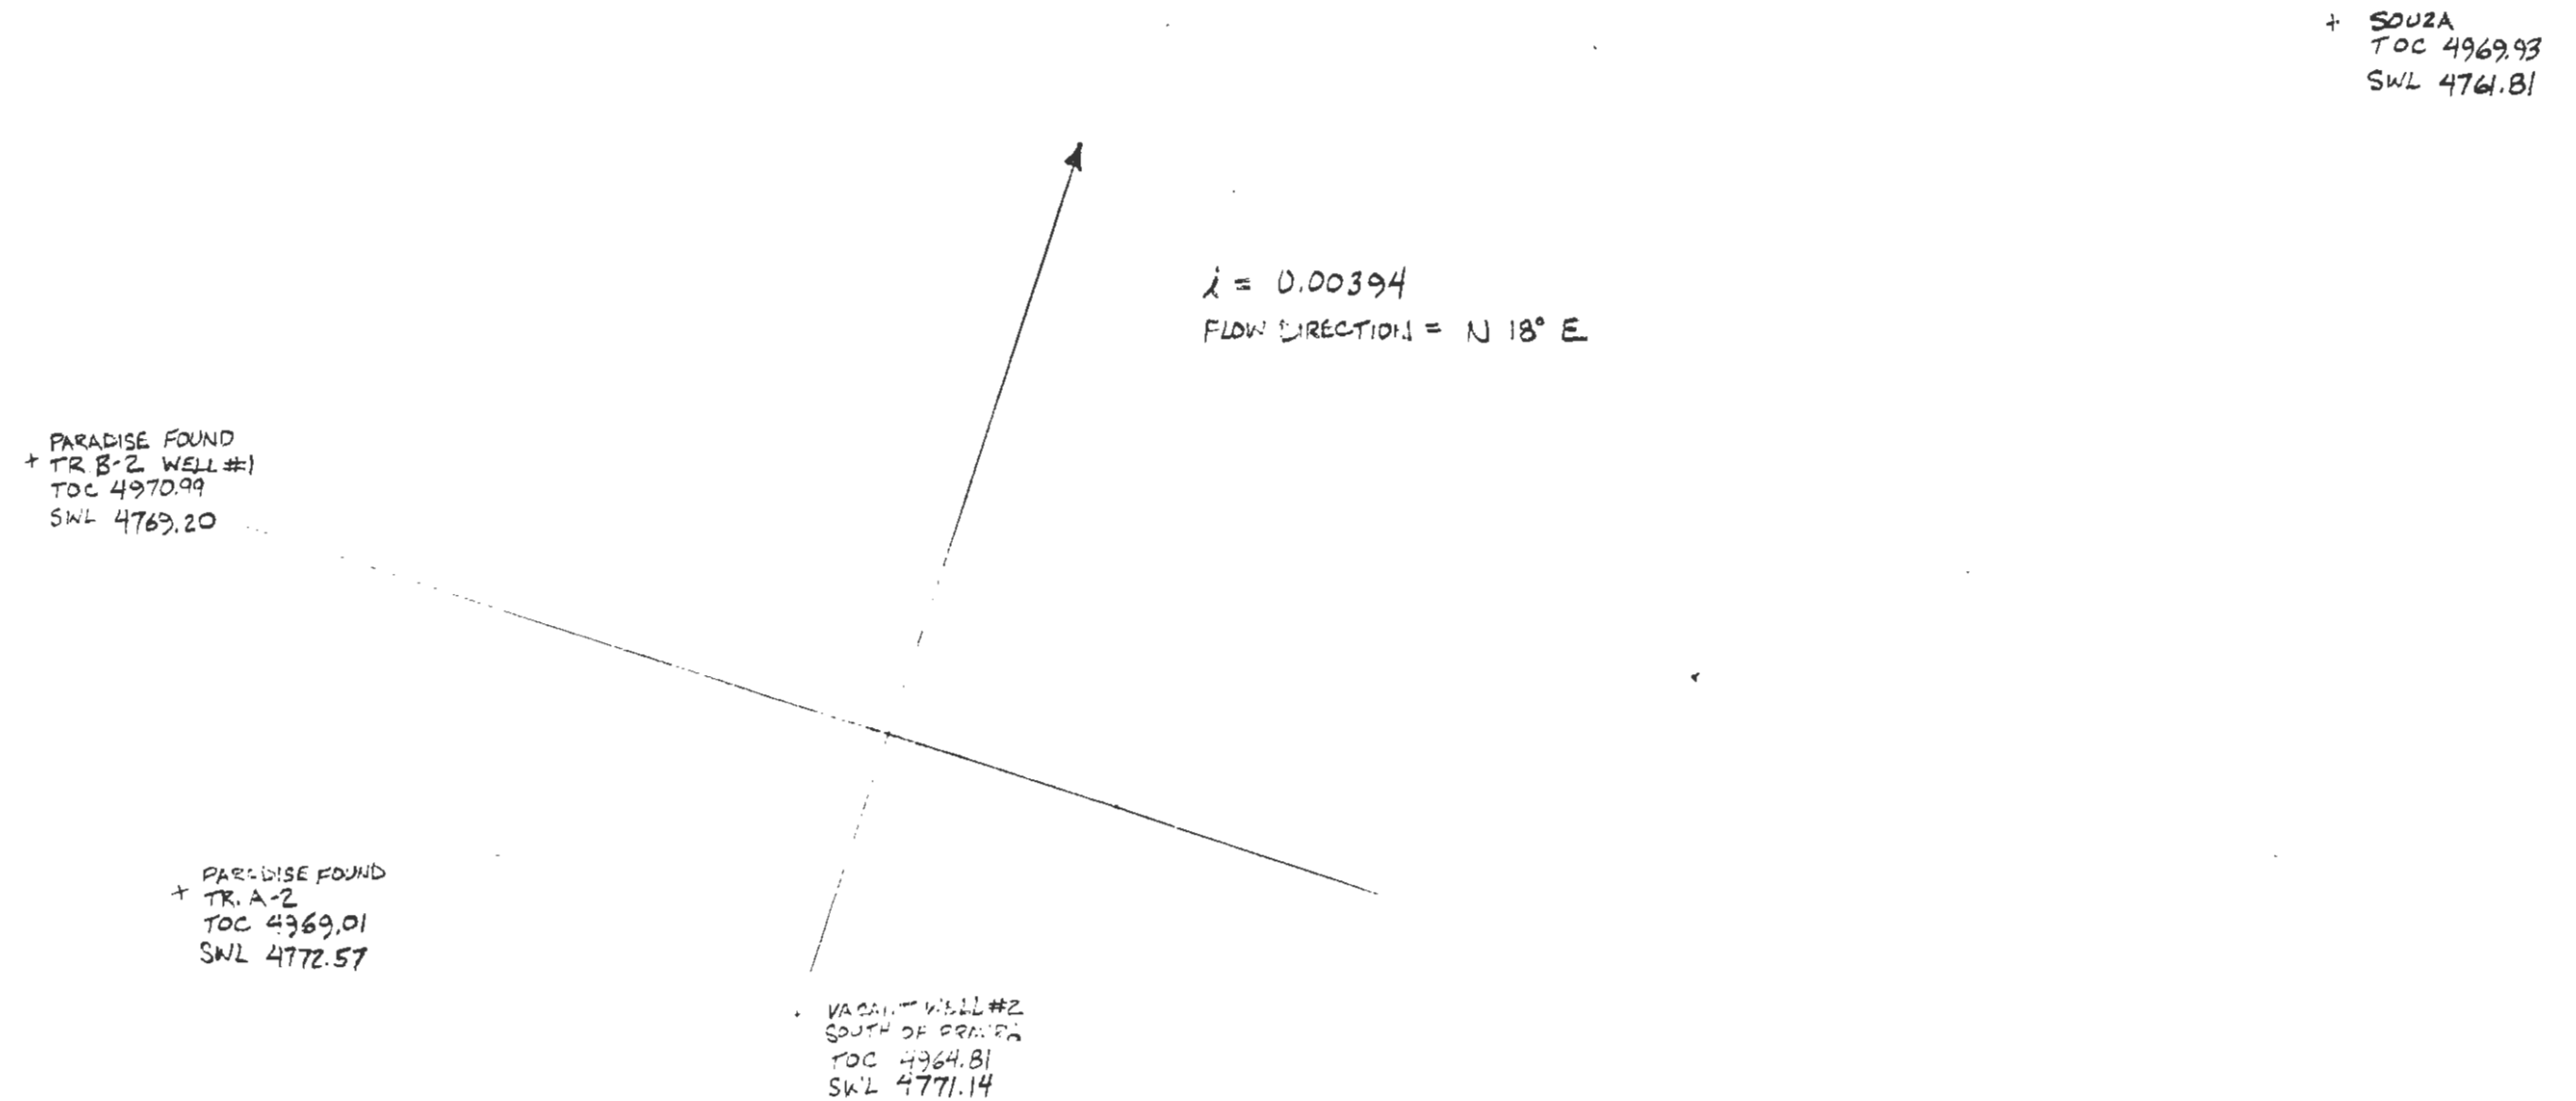 + SOUZA
TOC 4969.93
SWL 4761.81
i = 0.00394
FLOW DIRECTION = N 18° E
PARADISE FOUND
+ TR B-2 WELL #1
TOC 4970.99
SWL 4769.20
PARADISE FOUND
+ TR. A-2
TOC 4969.01
SWL 4772.57
+ VACANT WELL #2
SOUTH OF
TOC 4964.81
SWL 4771.14